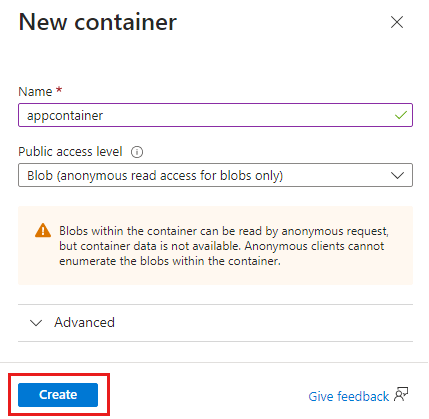 New container
Name *
appcontainer
Public access level
Blob (anonymous read access for blobs only)
Blobs within the container can be read by anonymous request,
but container data is not available. Anonymous clients cannot
enumerate the blobs within the container.
Advanced
Create
Give feedback